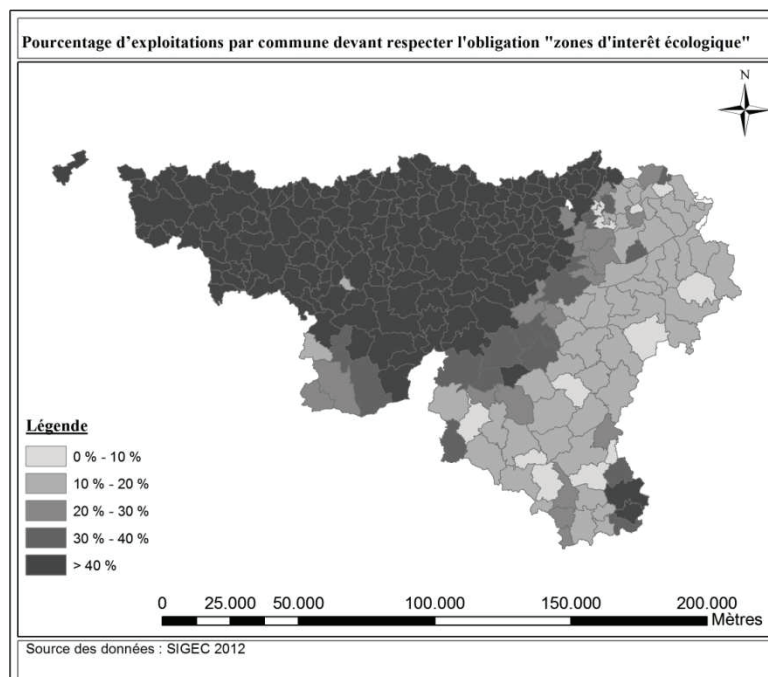 Pourcentage d'exploitations par commune devant respecter l'obligation "zones d'interêt écologique"
N
Légende
0 % - 10 %
10 % - 20 %
20 % - 30 %
30 % - 40 %
> 40 %
0 25.000 50.000 100.000 150.000 200.000
Mètres
Source des données : SIGEC 2012